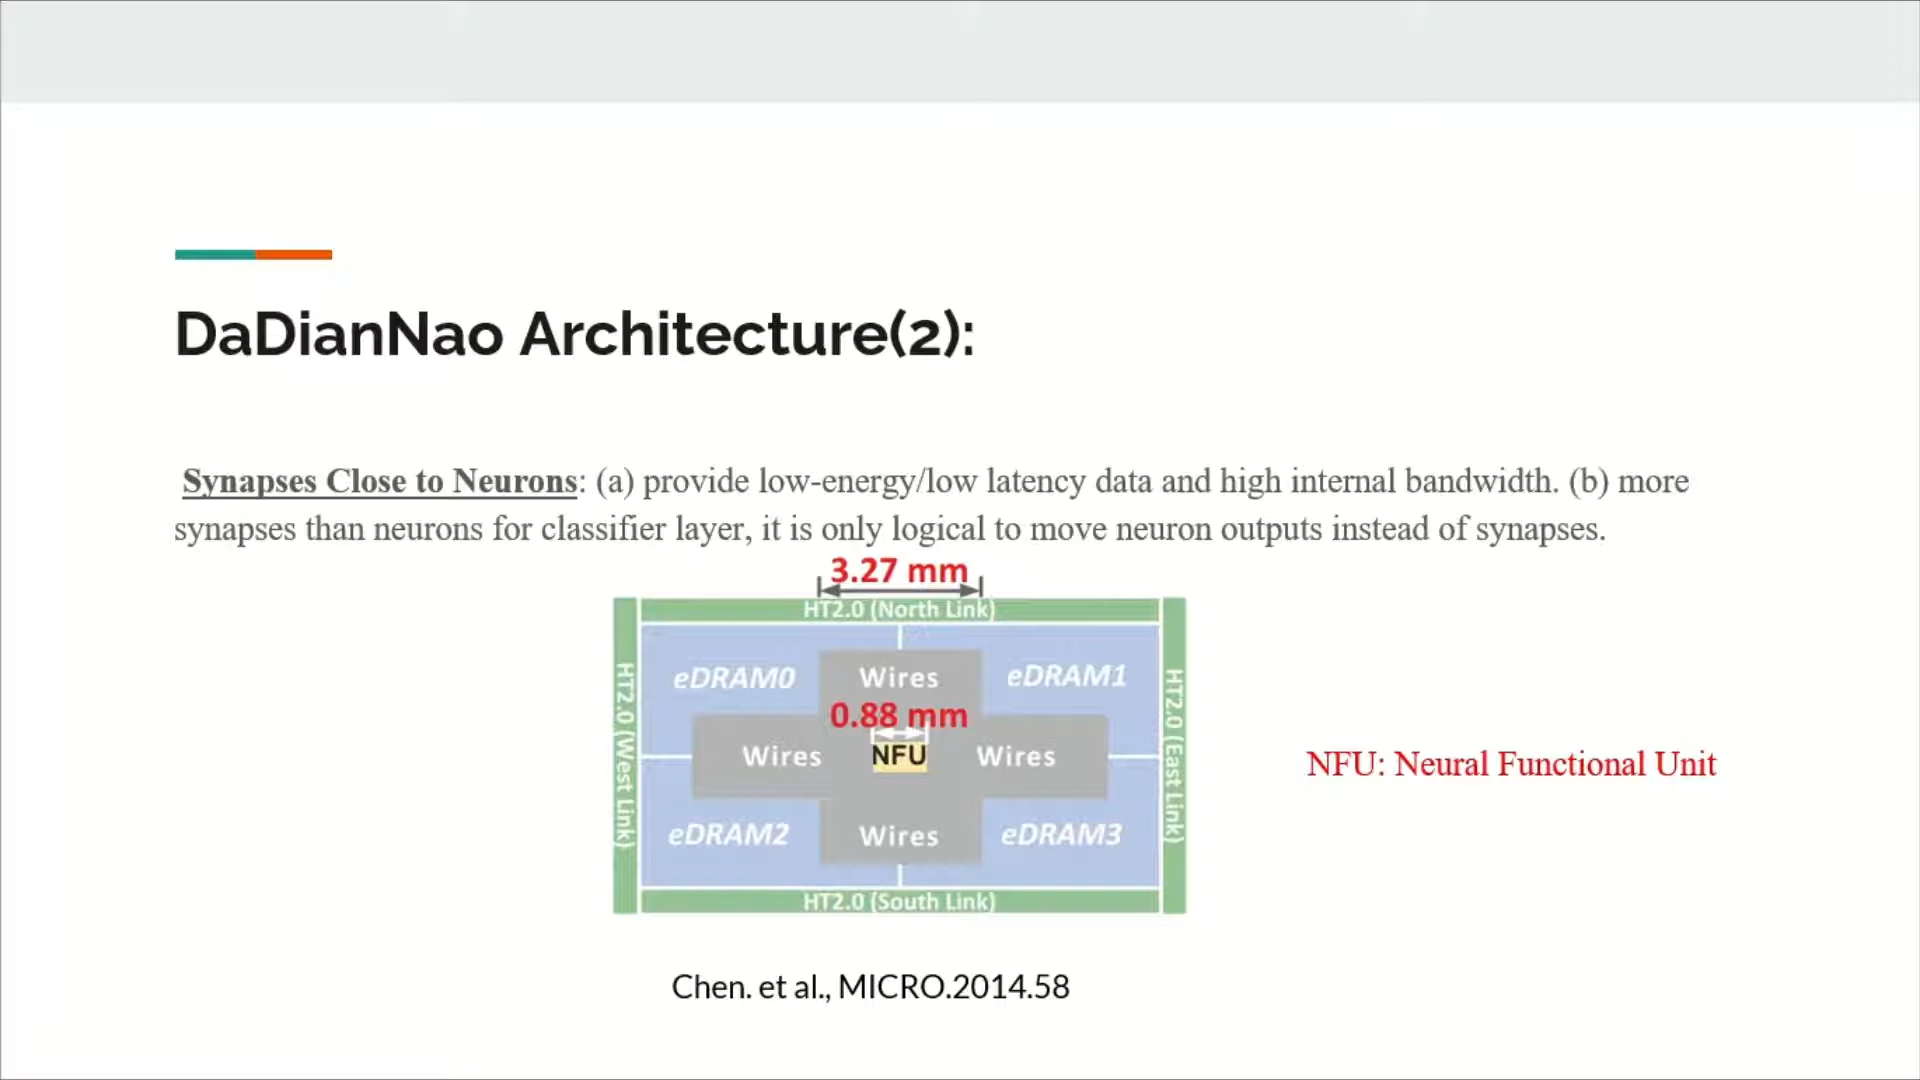 DaDianNao Architecture(2):
Synapses Close to Neurons: (a) provide low-energy/low latency data and high internal bandwidth. (b) more
synapses than neurons for classifier layer, it is only logical to move neuron outputs instead of synapses.
3.27 mm
HT2.0 (North Link)
HT2.0 (West Link)
eDRAM0
Wires
eDRAM1
0.88 mm
Wires
NFU
Wires
HT2.0 (East Link)
eDRAM2
Wires
eDRAM3
HT2.0 (South Link)
NFU: Neural Functional Unit
Chen. et al., MICRO.2014.58